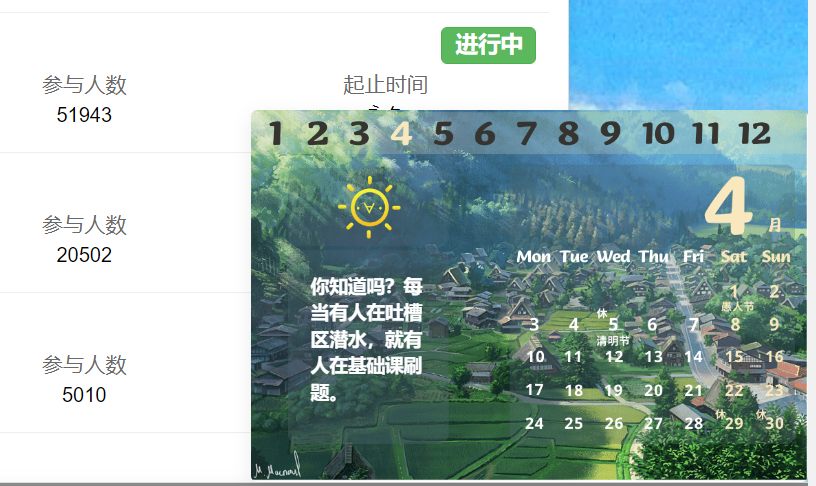 进行中
参与人数
起止时间
51943
1 2 3 4 5 6 7 8 9 10 11 12
4 月
Mon Tue Wed Thu Fri Sat Sun
你知道吗？每
当有人在吐槽
区潜水，就有
人在基础课刷
题。
1 2
愚人节
休
3 4 5 6 7 8 9
清明节
10 11 12 13 14 15 16
17 18 19 20 21 22 23
休 休
24 25 26 27 28 29 30
参与人数
20502
参与人数
5010